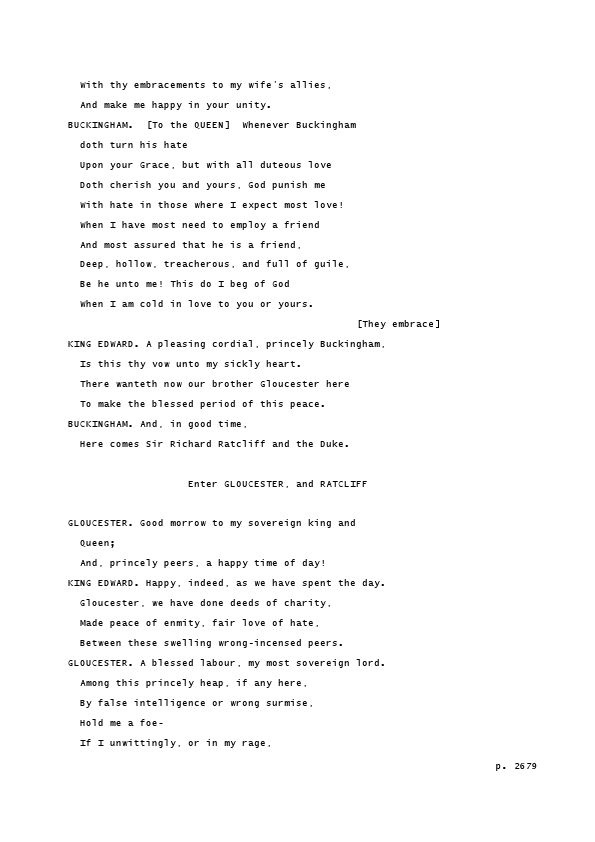 With thy embracements to my wife's allies,
And make me happy in your unity.
BUCKINGHAM.  [To the QUEEN]  Whenever Buckingham
doth turn his hate
Upon your Grace, but with all duteous love
Doth cherish you and yours, God punish me
With hate in those where I expect most love!
When I have most need to employ a friend
And most assured that he is a friend,
Deep, hollow, treacherous, and full of guile,
Be he unto me! This do I beg of God
When I am cold in love to you or yours.
[They embrace]
KING EDWARD. A pleasing cordial, princely Buckingham,
Is this thy vow unto my sickly heart.
There wanteth now our brother Gloucester here
To make the blessed period of this peace.
BUCKINGHAM. And, in good time,
Here comes Sir Richard Ratcliff and the Duke.
Enter GLOUCESTER, and RATCLIFF
GLOUCESTER. Good morrow to my sovereign king and
Queen;
And, princely peers, a happy time of day!
KING EDWARD. Happy, indeed, as we have spent the day.
Gloucester, we have done deeds of charity,
Made peace of enmity, fair love of hate,
Between these swelling wrong-incensed peers.
GLOUCESTER. A blessed labour, my most sovereign lord.
Among this princely heap, if any here,
By false intelligence or wrong surmise,
Hold me a foe-
If I unwittingly, or in my rage,
p. 2679